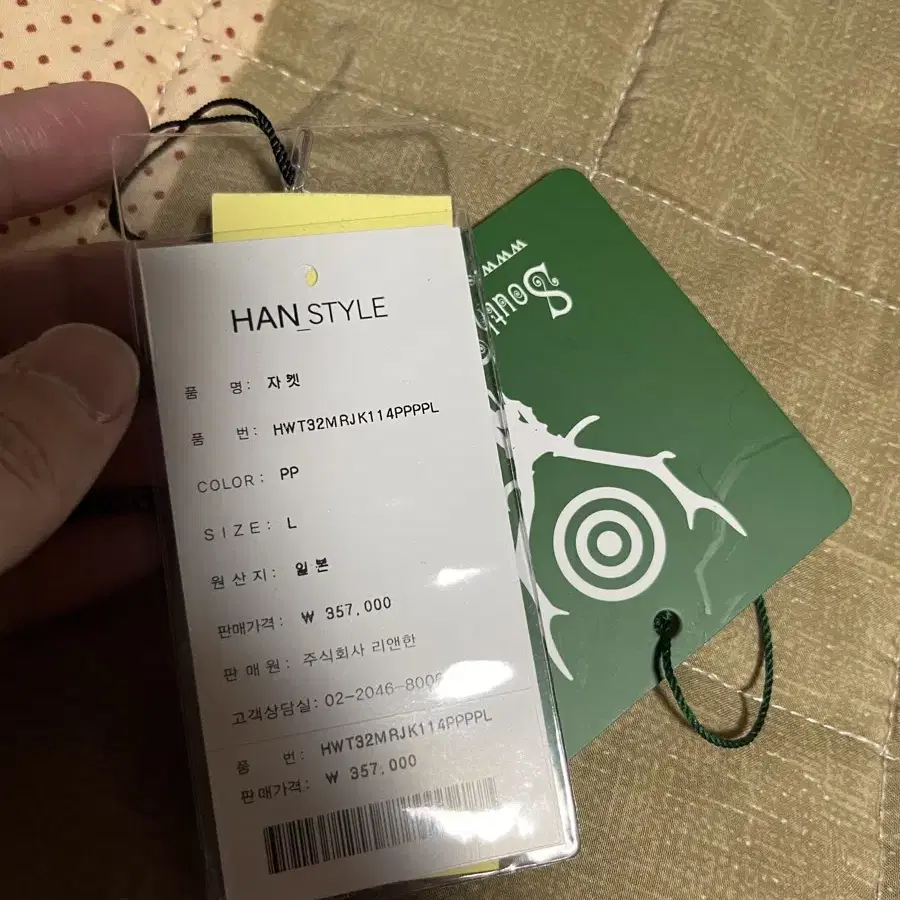 HAN_STYLE
품 명: 자켓
품 번: HWT32MRJK114PPPPL
COLOR: PP
SIZE: L
원산지: 일본
판매가격: ₩ 357,000
판매원: 주식회사 리앤한
고객상담실: 02-2046-800
품 번: HWT32MRJK114PPPPL
판매가격: ₩ 357,000
www.
South